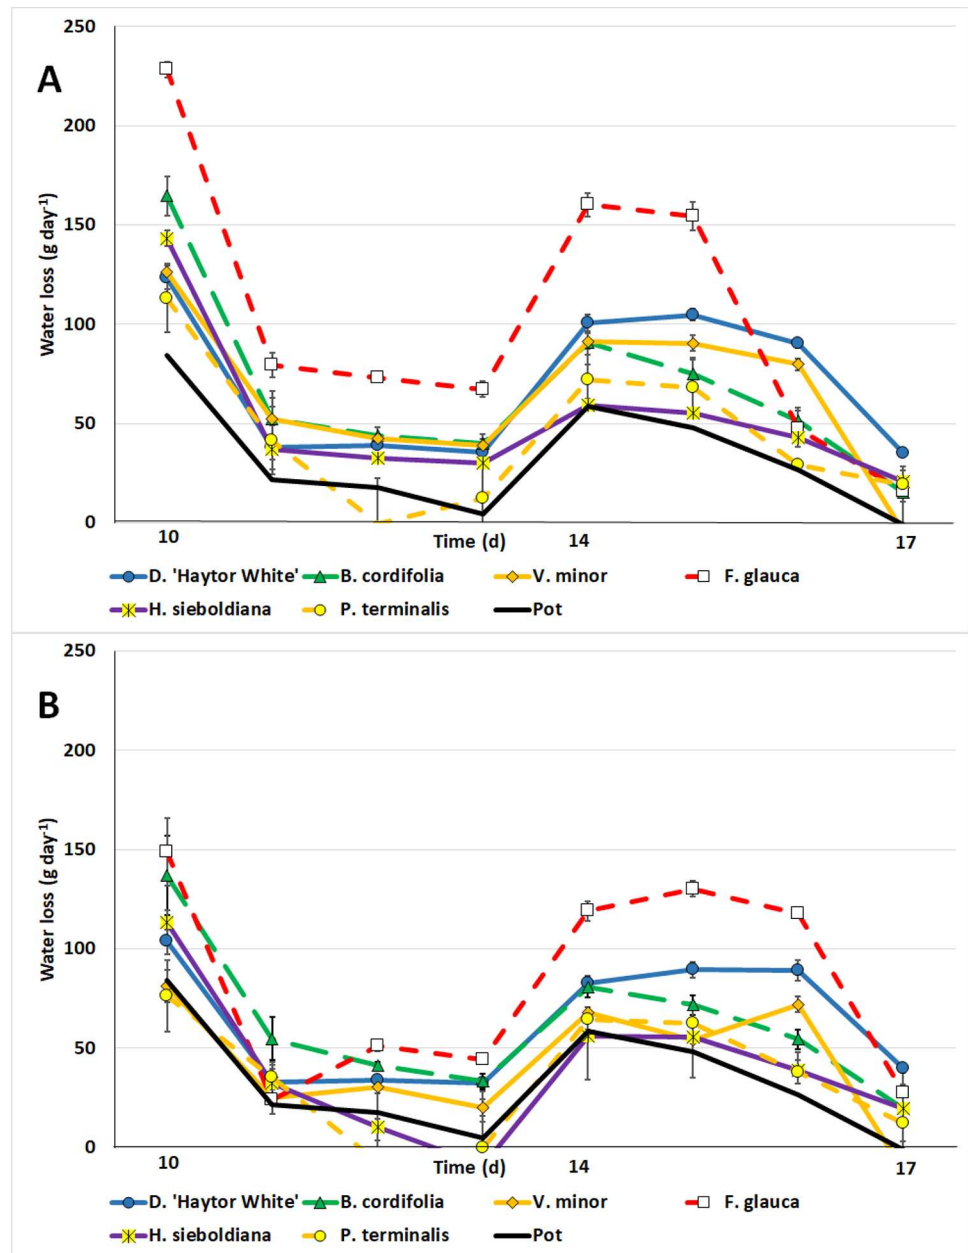 250
A
200
150
Water loss (g day⁻¹)
100
50
0
10 Time (d) 14 17
D. 'Haytor White' B. cordifolia V. minor F. glauca
H. sieboldiana P. terminalis Pot
250
B
200
150
Water loss (g day⁻¹)
100
50
0
10 Time (d) 14 17
D. 'Haytor White' B. cordifolia V. minor F. glauca
H. sieboldiana P. terminalis Pot